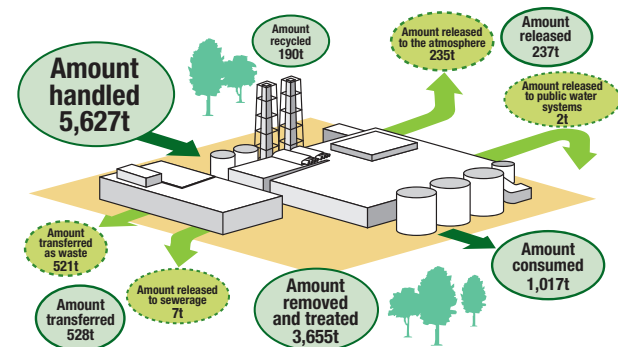 Amount
handled
5,627t
Amount
recycled
190t
Amount released
to the atmosphere
235t
Amount
released
237t
Amount released
to public water
systems
2t
Amount
transferred
as waste
521t
Amount released
to sewerage
7t
Amount
transferred
528t
Amount
removed
and treated
3,655t
Amount
consumed
1,017t